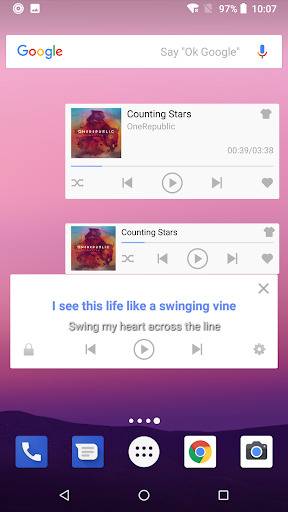 97% 10:07
Google
Say "Ok Google"
Counting Stars
OneRepublic
00:39/03:38
ONEREPUBLIC
Counting Stars
ONEREPUBLIC
I see this life like a swinging vine
Swing my heart across the line